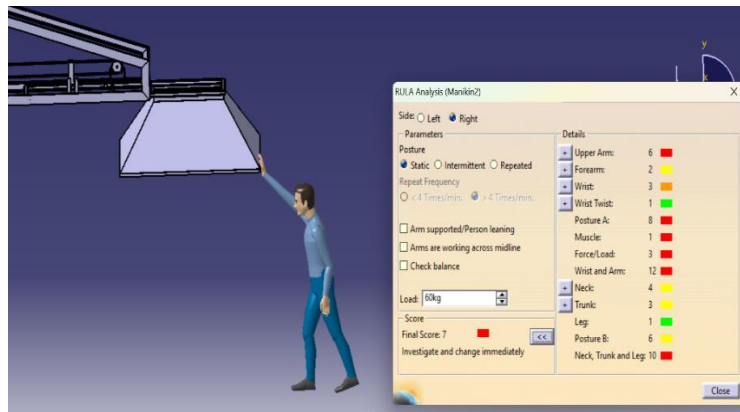 y
x
RULA Analysis (Manikin2)
Side: Left Right
Parameters
Posture
Static Intermittent Repeated
Repeat Frequency
< 4 Times/min. > 4 Times/min.
Arm supported/Person leaning
Arms are working across midline
Check balance
Load: 60kg
Score
Final Score: 7
<<
Investigate and change immediately
Details
+ Upper Arm: 6
+ Forearm: 2
+ Wrist: 3
+ Wrist Twist: 1
Posture A: 8
Muscle: 1
Force/Load: 3
Wrist and Arm: 12
+ Neck: 4
+ Trunk: 3
Leg: 1
Posture B: 6
Neck, Trunk and Leg: 10
Close